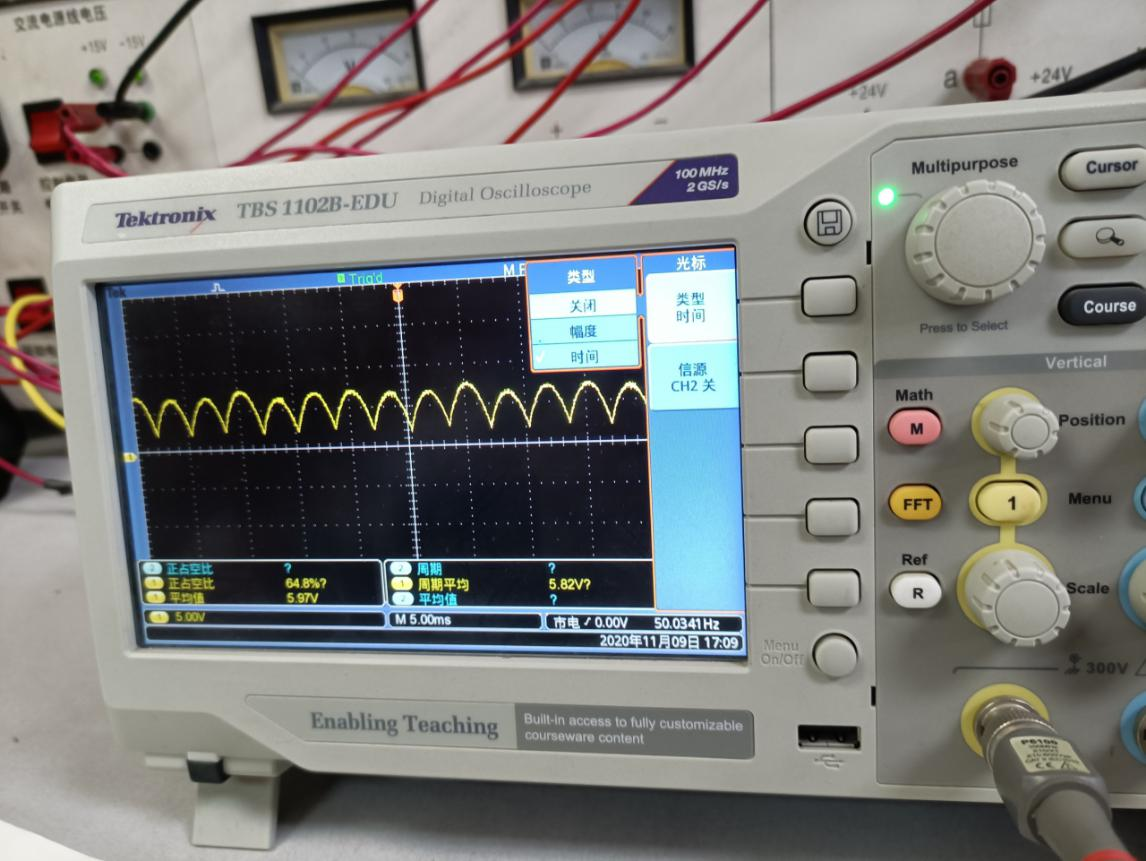 交流电源线电压
+15V -15V
V
a
+24V
+24V
+ −
Tektronix TBS 1102B-EDU Digital Oscilloscope
100 MHz
2 GS/s
Multipurpose
Press to Select
Cursor
Course
Tek
Trig'd
类型
关闭
幅度
时间
光标
类型
时间
信源
CH2 关
正占空比 ?
正占空比 64.8%?
平均值 5.97V
周期 ?
周期平均 5.82V?
平均值 ?
1 5.00V
M 5.00ms
市电 0.00V 50.0341Hz
2020年11月09日 17:09
Vertical
Math
M
Position
FFT
1
Menu
Ref
R
Scale
Menu
On/Off
300V
P6100
Enabling Teaching
Built-in access to fully customizable
courseware content